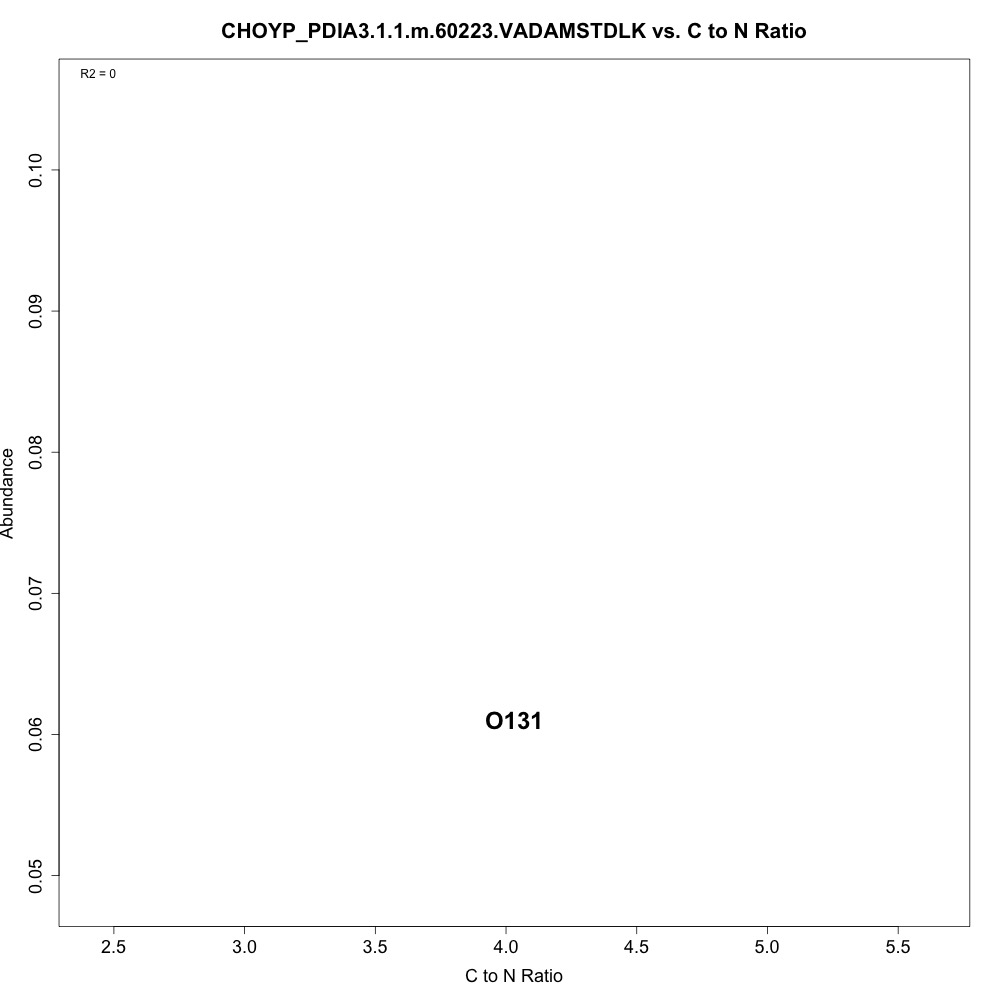 CHOYP_PDIA3.1.1.m.60223.VADAMSTDLK vs. C to N Ratio
R2 = 0
0.10
0.09
0.08
Abundance
0.07
O131
0.06
0.05
2.5 3.0 3.5 4.0 4.5 5.0 5.5
C to N Ratio